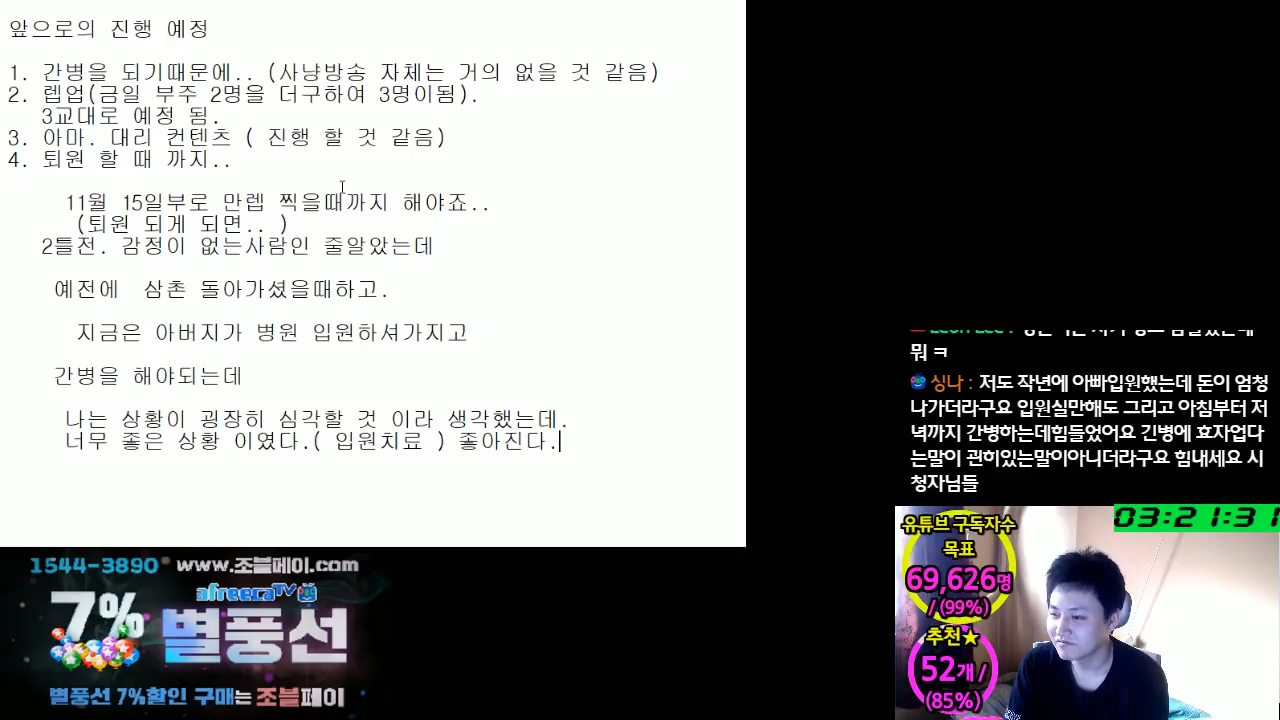 앞으로의 진행 예정
1. 간병을 되기때문에.. (사냥방송 자체는 거의 없을 것 같음)
2. 렙업(금일 부주 2명을 더구하여 3명이됨).
3교대로 예정 됨.
3. 아마. 대리 컨텐츠 ( 진행 할 것 같음)
4. 퇴원 할 때 까지..
11월 15일부로 만렙 찍을때까지 해야죠..
(퇴원 되게 되면.. )
2틀전. 감정이 없는사람인 줄알았는데
예전에 삼촌 돌아가셨을때하고.
지금은 아버지가 병원 입원하셔가지고
간병을 해야되는데
나는 상황이 굉장히 심각할 것 이라 생각했는데.
너무 좋은 상황 이였다.( 입원치료 ) 좋아진다.
뭐 ㅋ
싱나 : 저도 작년에 아빠입원했는데 돈이 엄청
나가더라구요 입원실만해도 그리고 아침부터 저
녁까지 간병하는데힘들었어요 긴병에 효자업다
는말이 괸히있는말이아니더라구요 힘내세요 시
청자님들
유튜브 구독자수
목표
69,626명
/ (99%)
추천★
52개 /
(85%)
03:21:31
1544-3890 www.조블페이.com
afreecaTV
7% 별풍선
별풍선 7%할인 구매는 조블페이